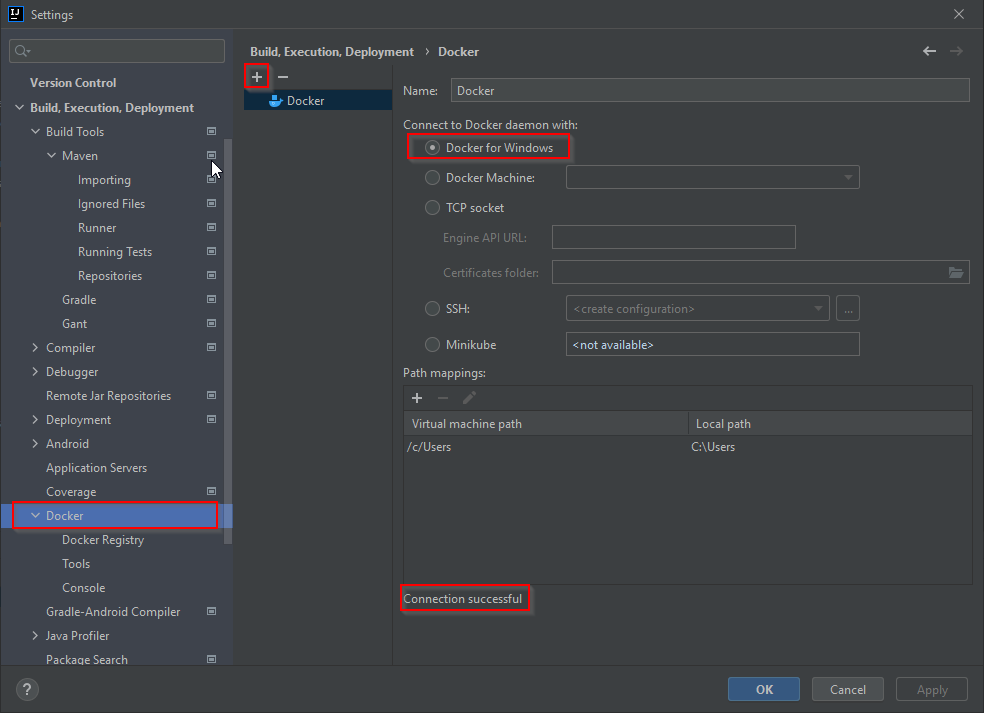 IJ Settings
Version Control
Build, Execution, Deployment
Build Tools
Maven
Importing
Ignored Files
Runner
Running Tests
Repositories
Gradle
Gant
Compiler
Debugger
Remote Jar Repositories
Deployment
Android
Application Servers
Coverage
Docker
Docker Registry
Tools
Console
Gradle-Android Compiler
Java Profiler
Package Search
?
Build, Execution, Deployment › Docker
Docker
Name: Docker
Connect to Docker daemon with:
Docker for Windows
Docker Machine:
TCP socket
Engine API URL:
Certificates folder:
SSH: <create configuration> ...
Minikube <not available>
Path mappings:
Virtual machine path Local path
/c/Users C:\Users
Connection successful
OK Cancel Apply